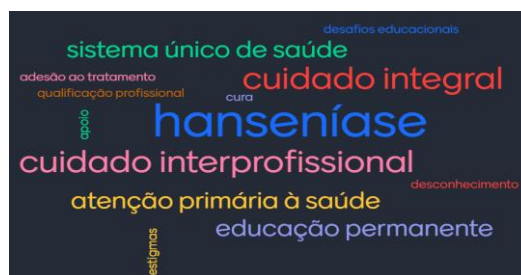 desafios educacionais
sistema único de saúde
adesão ao tratamento
cuidado integral
qualificação profissional
cura
apoio
hanseníase
cuidado interprofissional
desconhecimento
atenção primária à saúde
educação permanente
estigmas